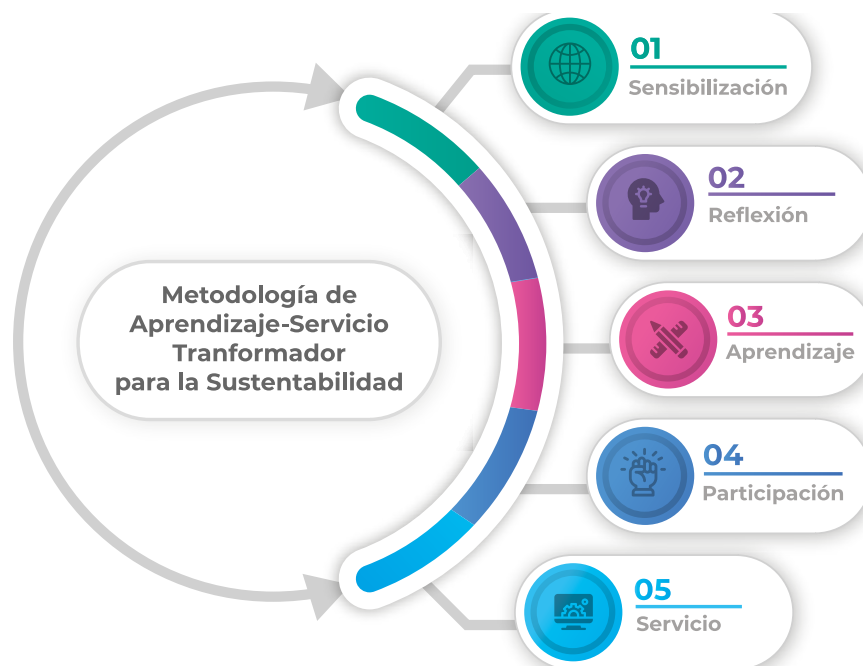 Metodología de
Aprendizaje-Servicio
Tranformador
para la Sustentabilidad
01
Sensibilización
02
Reflexión
03
Aprendizaje
04
Participación
05
Servicio